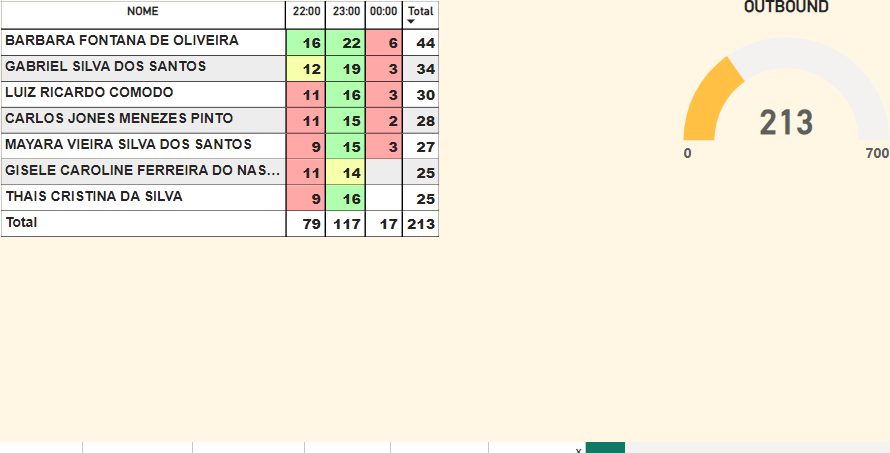 NOME 22:00 23:00 00:00 Total
BARBARA FONTANA DE OLIVEIRA 16 22 6 44
GABRIEL SILVA DOS SANTOS 12 19 3 34
LUIZ RICARDO COMODO 11 16 3 30
CARLOS JONES MENEZES PINTO 11 15 2 28
MAYARA VIEIRA SILVA DOS SANTOS 9 15 3 27
GISELE CAROLINE FERREIRA DO NAS... 11 14 25
THAIS CRISTINA DA SILVA 9 16 25
Total 79 117 17 213
OUTBOUND
213
0 700
x